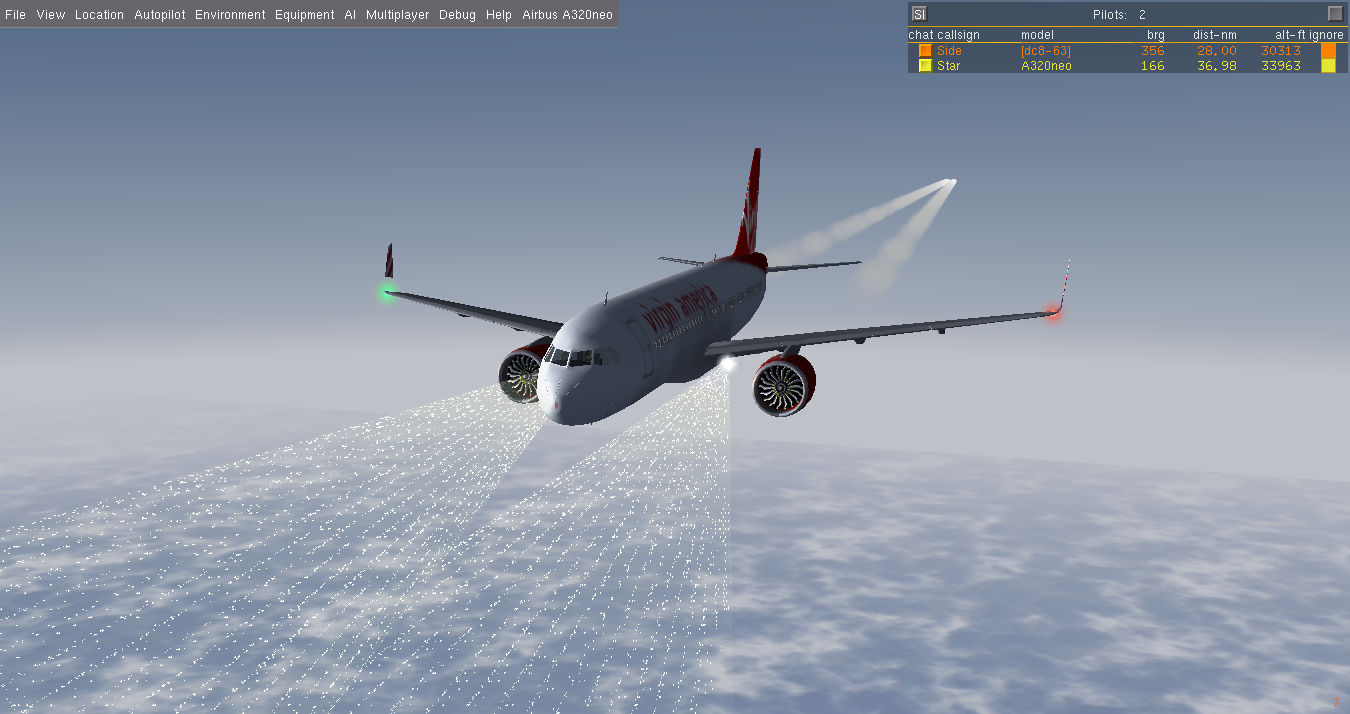 File View Location Autopilot Environment Equipment AI Multiplayer Debug Help Airbus A320neo
SI Pilots: 2
chat callsign model brg dist-nm alt-ft ignore
Side [dc8-63] 356 28.00 30313
Star A320neo 166 36.98 33963
virgin america
7